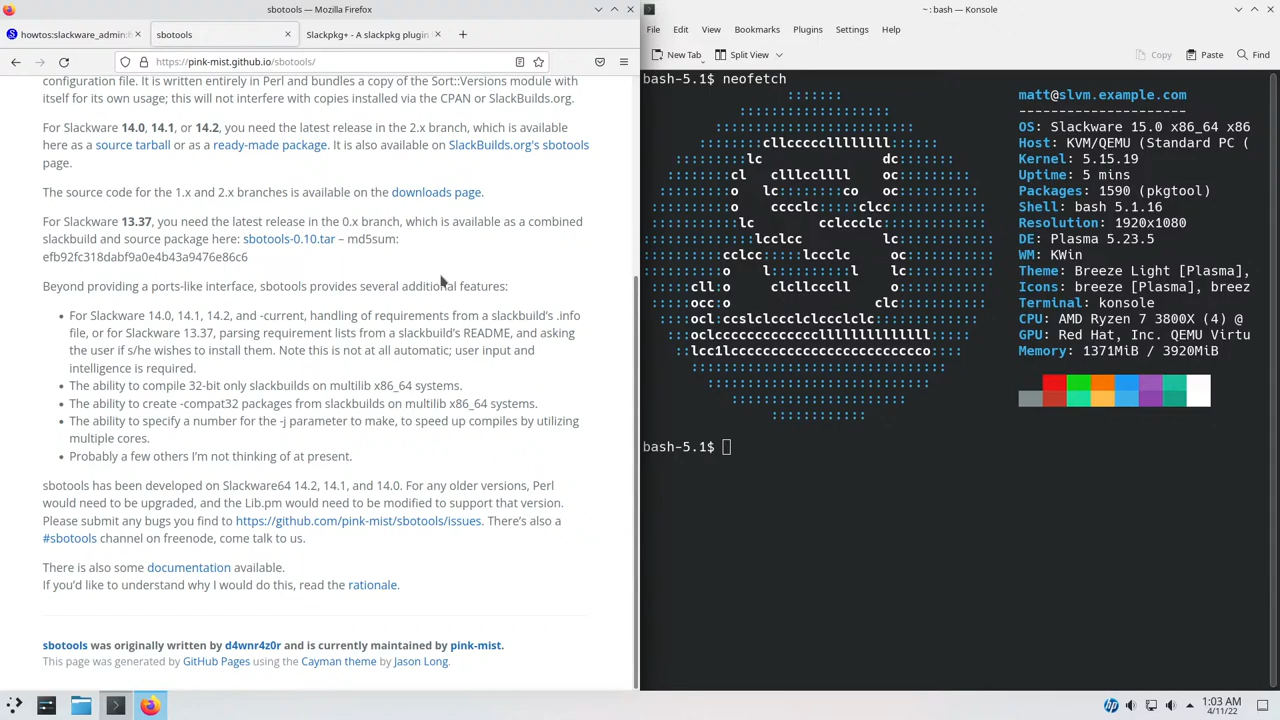 sbotools — Mozilla Firefox
howtos:slackware_admin:f
sbotools
Slackpkg+ - A slackpkg plugin
https://pink-mist.github.io/sbotools/
configuration file. It is written entirely in Perl and bundles a copy of the Sort::Versions module with
itself for its own usage; this will not interfere with copies installed via the CPAN or SlackBuilds.org.
For Slackware 14.0, 14.1, or 14.2, you need the latest release in the 2.x branch, which is available
here as a source tarball or as a ready-made package. It is also available on SlackBuilds.org's sbotools
page.
The source code for the 1.x and 2.x branches is available on the downloads page.
For Slackware 13.37, you need the latest release in the 0.x branch, which is available as a combined
slackbuild and source package here: sbotools-0.10.tar – md5sum:
efb92fc318dabf9a0e4b43a9476e86c6
Beyond providing a ports-like interface, sbotools provides several additional features:
• For Slackware 14.0, 14.1, 14.2, and -current, handling of requirements from a slackbuild's .info
file, or for Slackware 13.37, parsing requirement lists from a slackbuild's README, and asking
the user if s/he wishes to install them. Note this is not at all automatic; user input and
intelligence is required.
• The ability to compile 32-bit only slackbuilds on multilib x86_64 systems.
• The ability to create -compat32 packages from slackbuilds on multilib x86_64 systems.
• The ability to specify a number for the -j parameter to make, to speed up compiles by utilizing
multiple cores.
• Probably a few others I'm not thinking of at present.
sbotools has been developed on Slackware64 14.2, 14.1, and 14.0. For any older versions, Perl
would need to be upgraded, and the Lib.pm would need to be modified to support that version.
Please submit any bugs you find to https://github.com/pink-mist/sbotools/issues. There's also a
#sbotools channel on freenode, come talk to us.
There is also some documentation available.
If you'd like to understand why I would do this, read the rationale.
sbotools was originally written by d4wnr4z0r and is currently maintained by pink-mist.
This page was generated by GitHub Pages using the Cayman theme by Jason Long.
~ : bash — Konsole
File Edit View Bookmarks Plugins Settings Help
New Tab Split View Copy Paste Find
bash-5.1$ neofetch
matt@slvm.example.com
---------------------
OS: Slackware 15.0 x86_64 x86
Host: KVM/QEMU (Standard PC (
Kernel: 5.15.19
Uptime: 5 mins
Packages: 1590 (pkgtool)
Shell: bash 5.1.16
Resolution: 1920x1080
DE: Plasma 5.23.5
WM: KWin
Theme: Breeze Light [Plasma],
Icons: breeze [Plasma], breez
Terminal: konsole
CPU: AMD Ryzen 7 3800X (4) @
GPU: Red Hat, Inc. QEMU Virtu
Memory: 1371MiB / 3920MiB
bash-5.1$
1:03 AM
4/11/22